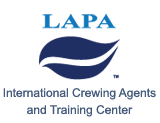 LAPA
TM
International Crewing Agents
and Training Center